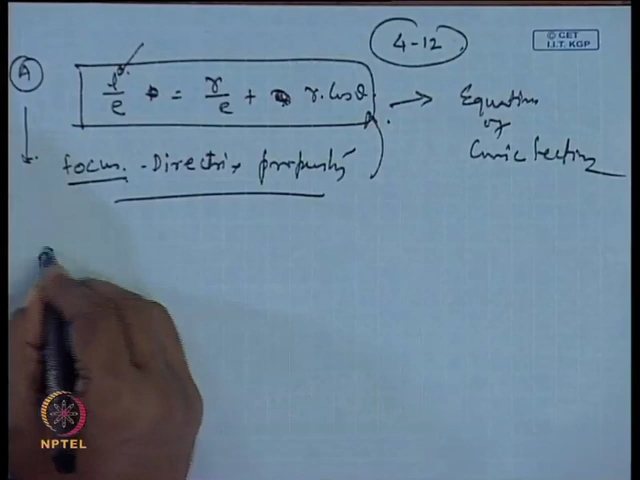 4-12
© CET
I.I.T. KGP
A
l/e = r/e + r.Cosθ → Equation
of
Conic Section
focus-Directrix property
NPTEL